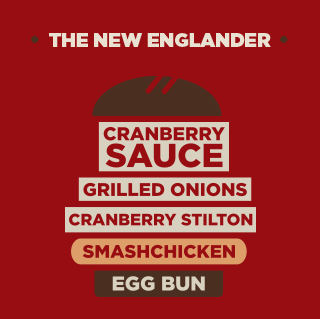 THE NEW ENGLANDER
CRANBERRY
SAUCE
GRILLED ONIONS
CRANBERRY STILTON
SMASHCHICKEN
EGG BUN